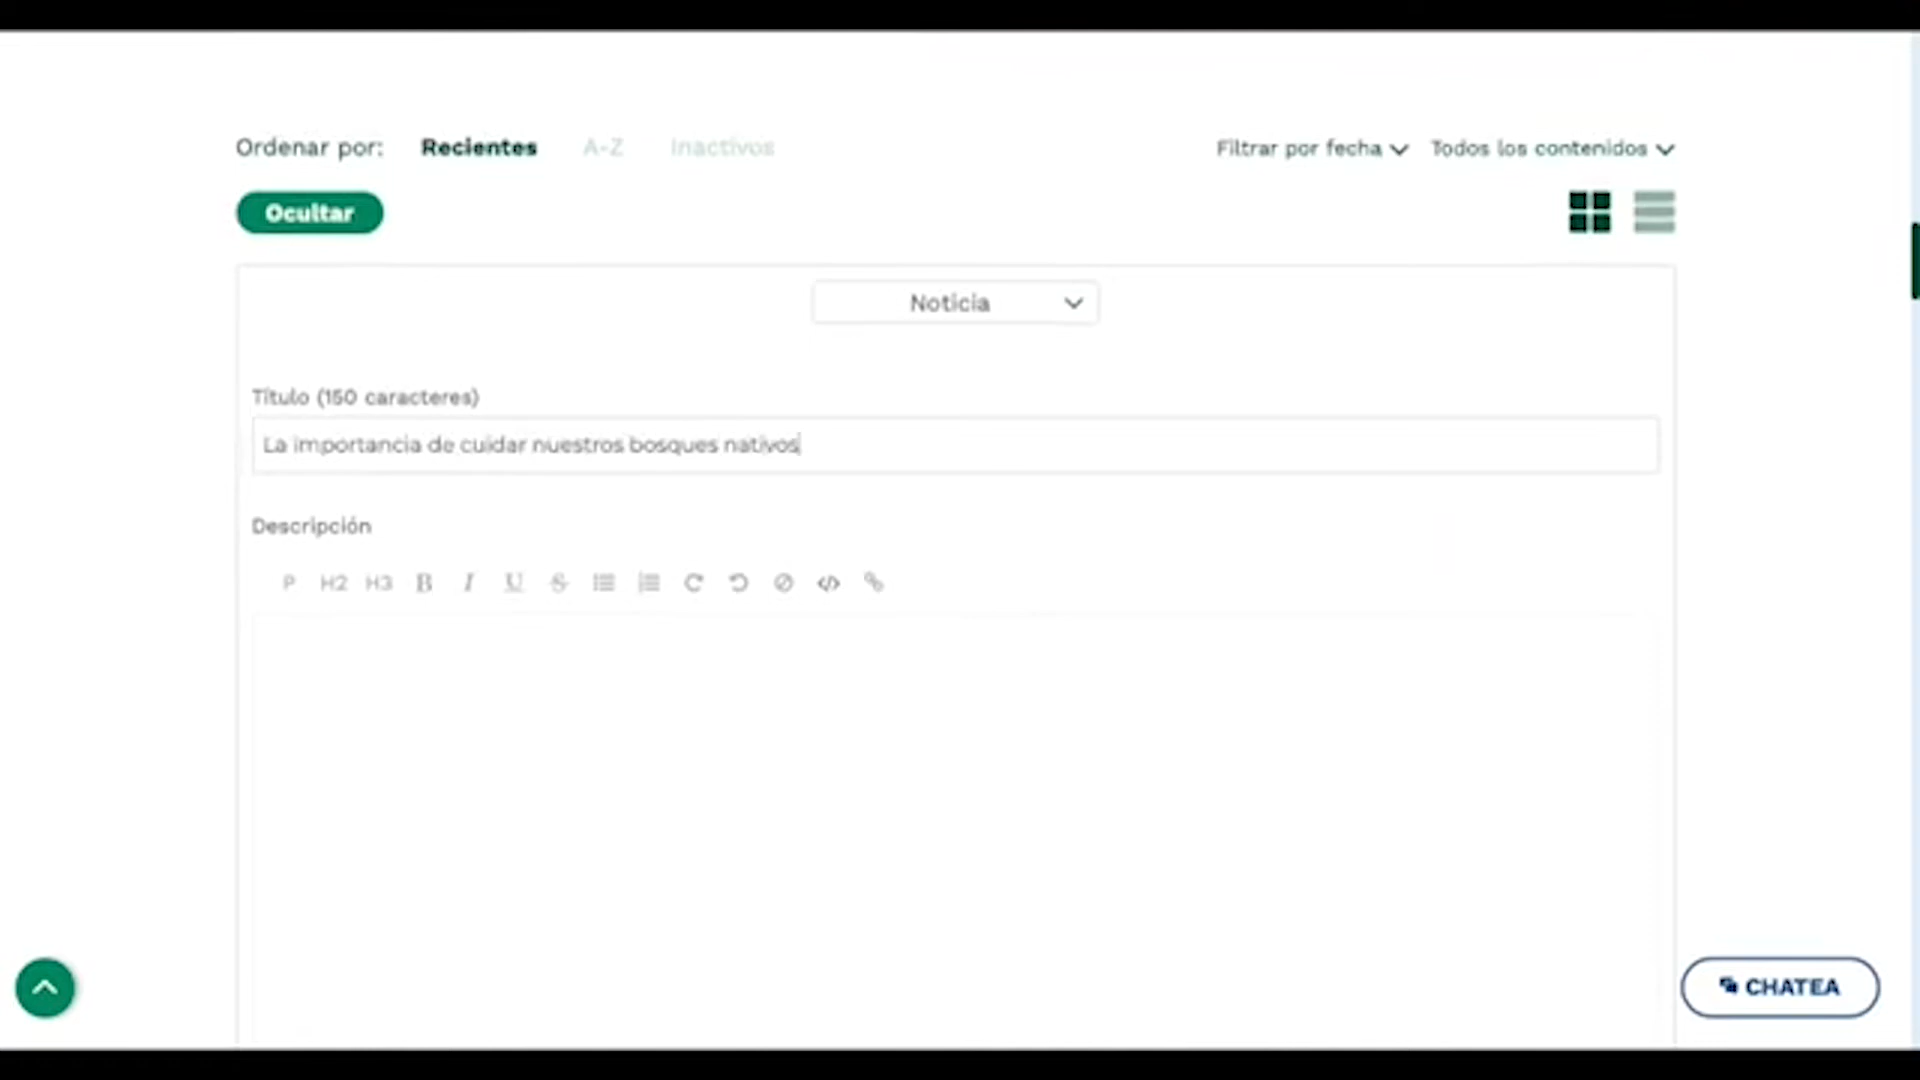 Ordenar por: Recientes A-Z Inactivos Filtrar por fecha Todos los contenidos
Ocultar
Noticia
Título (150 caracteres)
La importancia de cuidar nuestros bosques nativos
Descripción
P H2 H3 B I U S
CHATEA